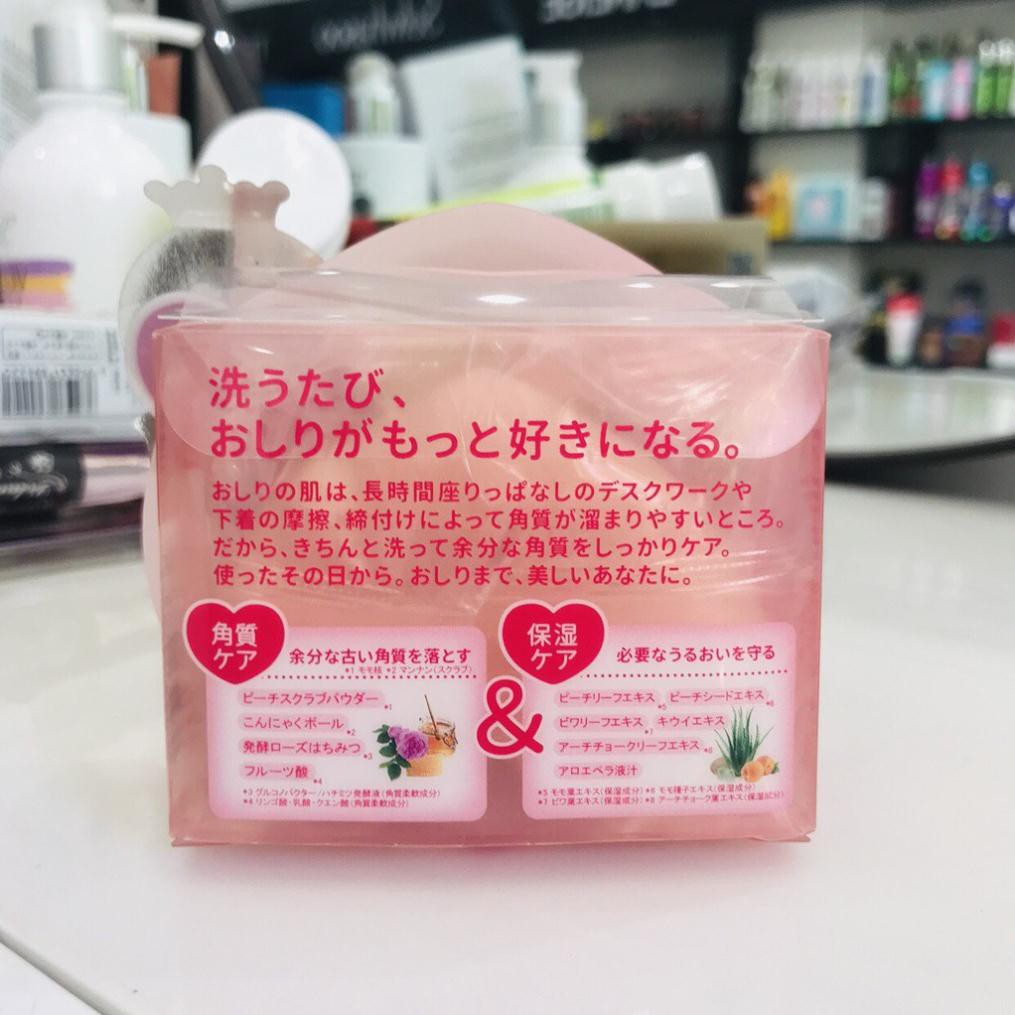 洗うたび、
おしりがもっと好きになる。
おしりの肌は、長時間座りっぱなしのデスクワークや
下着の摩擦、締付けによって角質が溜まりやすいところ。
だから、きちんと洗って余分な角質をしっかりケア。
使ったその日から。おしりまで、美しいあなたに。
角質
ケア
余分な古い角質を落とす
*1 モモ核 *2 マンナン(スクラブ)
ピーチスクラブパウダー*1
こんにゃくボール*2
発酵ローズはちみつ*3
フルーツ酸*4
*3 グルコノバクター/ハチミツ発酵液(角質柔軟成分)
*4 リンゴ酸・乳酸・クエン酸(角質柔軟成分)
&
保湿
ケア
必要なうるおいを守る
ピーチリーフエキス*5 ピーチシードエキス*6
ビワリーフエキス*7 キウイエキス
アーチチョークリーフエキス*8
アロエベラ液汁
*5 モモ葉エキス(保湿成分) *6 モモ種子エキス(保湿成分)
*7 ビワ葉エキス(保湿成分) *8 アーチチョーク葉エキス(保湿成分)